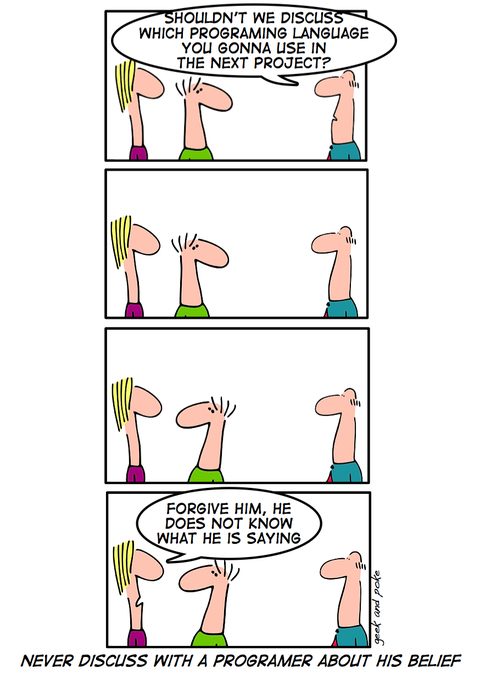 SHOULDN'T WE DISCUSS
WHICH PROGRAMING LANGUAGE
YOU GONNA USE IN
THE NEXT PROJECT?
FORGIVE HIM, HE
DOES NOT KNOW
WHAT HE IS SAYING
geek and poke
NEVER DISCUSS WITH A PROGRAMER ABOUT HIS BELIEF